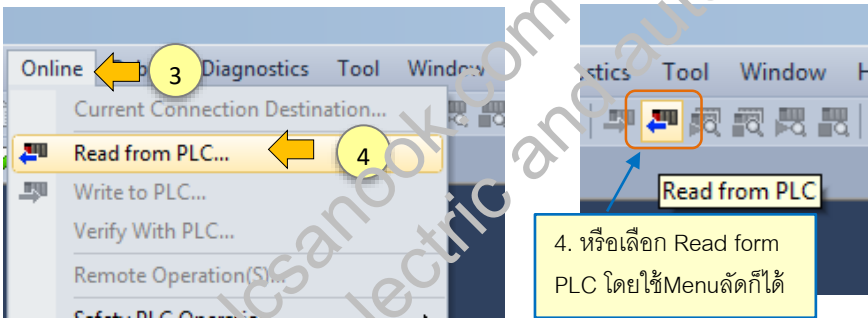 Online
3
Diagnostics Tool Window
Current Connection Destination...
Read from PLC...
4
Write to PLC...
Verify With PLC...
Remote Operation(S)...
stics Tool Window H
Read from PLC
4. หรือเลือก Read form
PLC โดยใช้Menuลัดก็ได้